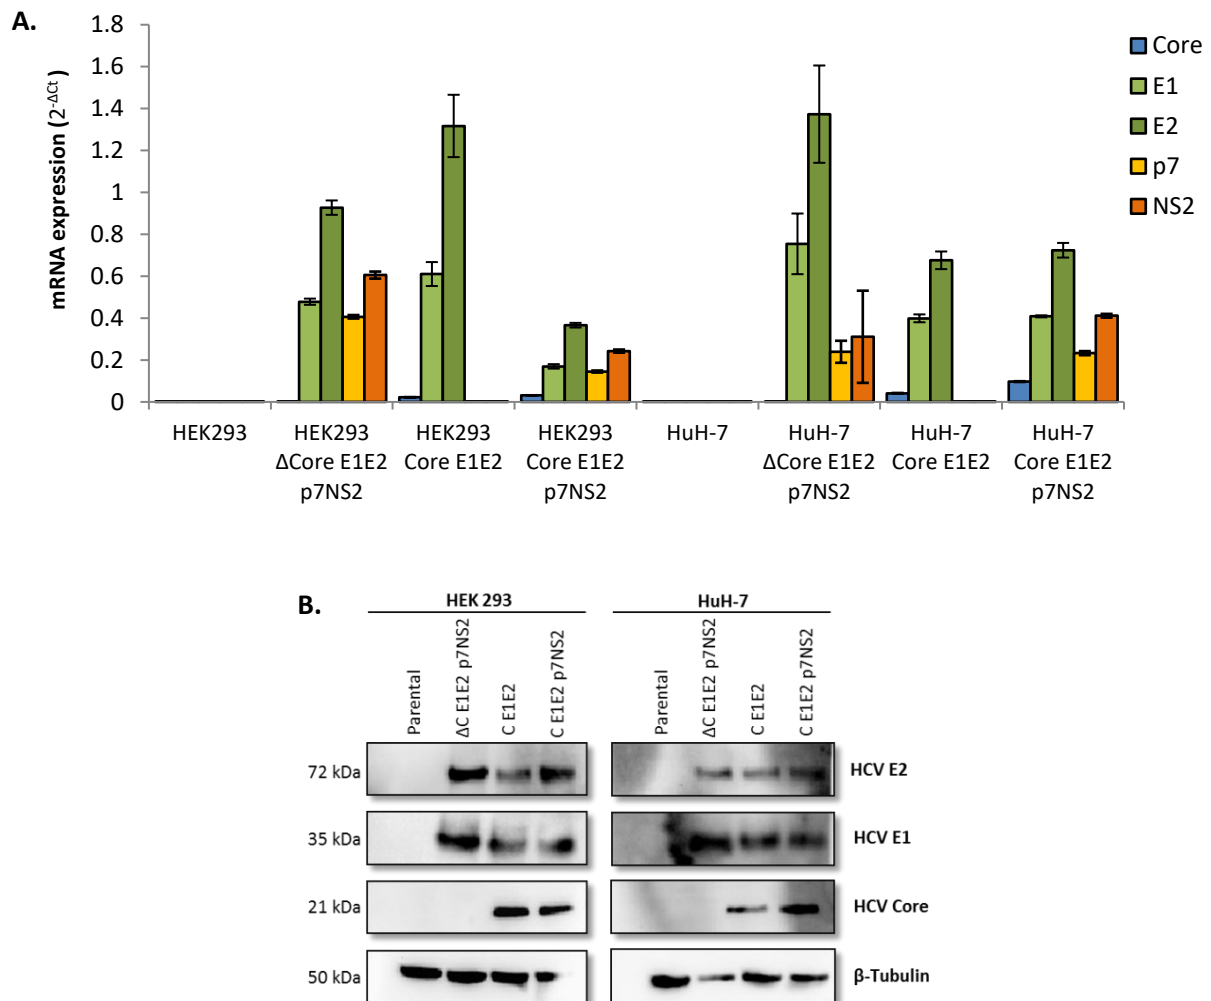 A.
mRNA expression (2^-ΔCt)
1.8
1.6
1.4
1.2
1
0.8
0.6
0.4
0.2
0
Core
E1
E2
p7
NS2
HEK293
HEK293
ΔCore E1E2
p7NS2
HEK293
Core E1E2
HEK293
Core E1E2
p7NS2
HuH-7
HuH-7
ΔCore E1E2
p7NS2
HuH-7
Core E1E2
HuH-7
Core E1E2
p7NS2
B.
HEK 293
HuH-7
Parental
ΔC E1E2 p7NS2
C E1E2
C E1E2 p7NS2
Parental
ΔC E1E2 p7NS2
C E1E2
C E1E2 p7NS2
72 kDa
HCV E2
35 kDa
HCV E1
21 kDa
HCV Core
50 kDa
β-Tubulin